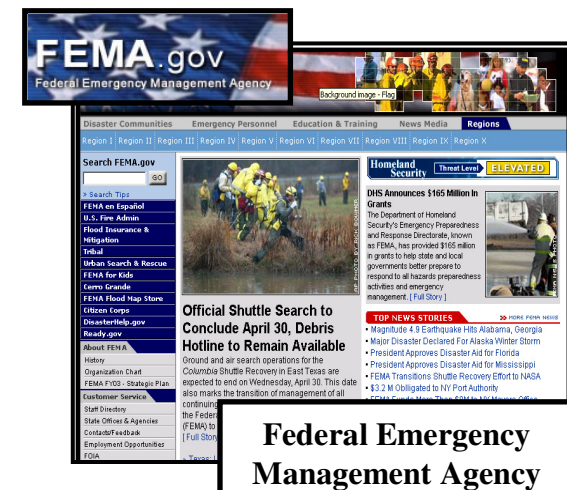 FEMA.gov
Federal Emergency Management Agency
Background image - Flag
Disaster Communities Emergency Personnel Education & Training News Media Regions
Region I Region II Region III Region IV Region V Region VI Region VII Region VIII Region IX Region X
Search FEMA.gov
GO
» Search Tips
FEMA en Español
U.S. Fire Admin
Flood Insurance &
Mitigation
Tribal
Urban Search & Rescue
FEMA for Kids
Cerro Grande
FEMA Flood Map Store
Citizen Corps
DisasterHelp.gov
Ready.gov
About FEMA
History
Organization Chart
FEMA FY03 - Strategic Plan
Customer Service
Staff Directory
State Offices & Agencies
Contacts/Feedback
Employment Opportunities
FOIA
Official Shuttle Search to
Conclude April 30, Debris
Hotline to Remain Available
Ground and air search operations for the
Columbia Shuttle Recovery in East Texas are
expected to end on Wednesday, April 30. This date
also marks the transition of management of all
continuing
the Federa
(FEMA) to
[ Full Story
Homeland
Security
Threat Level
ELEVATED
DHS Announces $165 Million In
Grants
The Department of Homeland
Security's Emergency Preparedness
and Response Directorate, known
as FEMA, has provided $165 million
in grants to help state and local
governments better prepare to
respond to all hazards preparedness
activities and emergency
management. [ Full Story ]
FEMA NEWS PHOTO
TOP NEWS STORIES
» MORE FEMA NEWS
• Magnitude 4.9 Earthquake Hits Alabama, Georgia
• Major Disaster Declared For Alaska Winter Storm
• President Approves Disaster Aid for Florida
• President Approves Disaster Aid for Mississippi
• FEMA Transitions Shuttle Recovery Effort to NASA
• $3.2 M Obligated to NY Port Authority
Federal Emergency
Management Agency